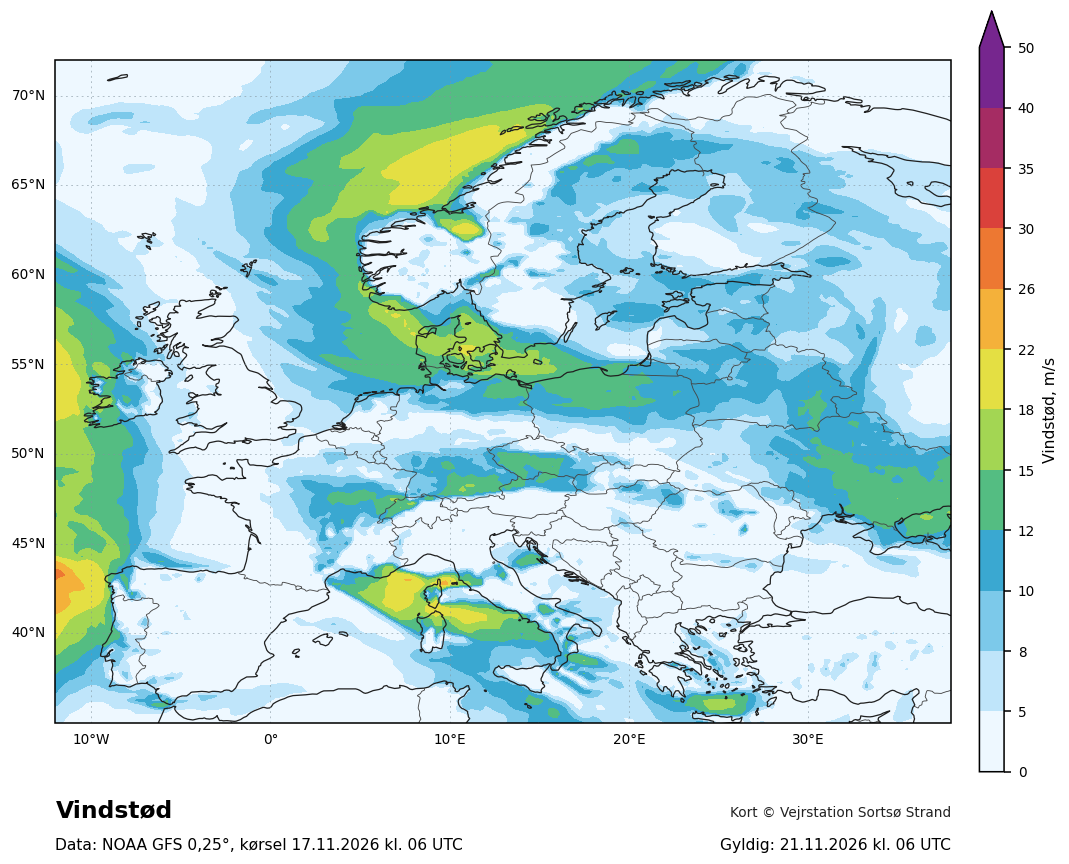 50
40
35
30
26
22
18
15
12
10
8
5
0
Vindstød, m/s
70°N
65°N
60°N
55°N
50°N
45°N
40°N
10°W
0°
10°E
20°E
30°E
Vindstød
Kort © Vejrstation Sortsø Strand
Data: NOAA GFS 0,25°, kørsel 17.11.2026 kl. 06 UTC
Gyldig: 21.11.2026 kl. 06 UTC